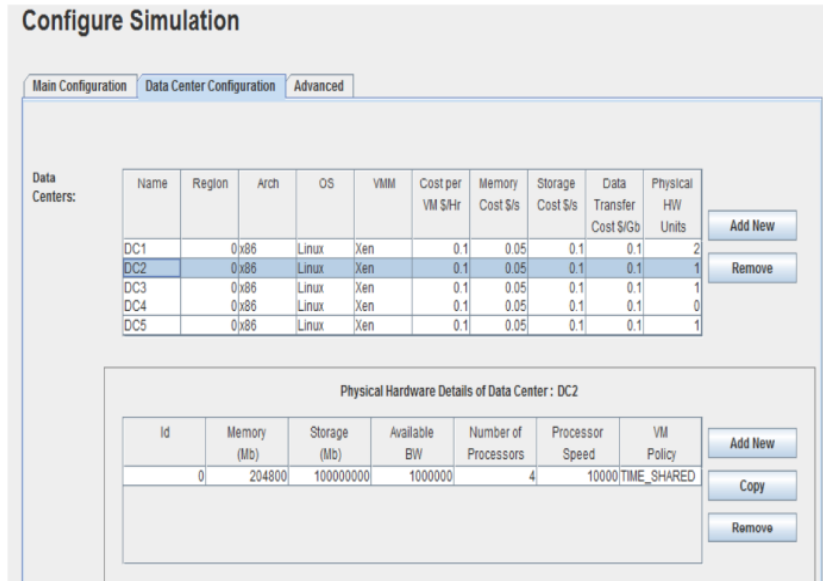 Configure Simulation
Main Configuration Data Center Configuration Advanced
Data Centers:
Name Region Arch OS VMM Cost per VM $/Hr Memory Cost $/s Storage Cost $/s Data Transfer Cost $/Gb Physical HW Units
DC1 0 x86 Linux Xen 0.1 0.05 0.1 0.1 2
DC2 0 x86 Linux Xen 0.1 0.05 0.1 0.1 1
DC3 0 x86 Linux Xen 0.1 0.05 0.1 0.1 1
DC4 0 x86 Linux Xen 0.1 0.05 0.1 0.1 0
DC5 0 x86 Linux Xen 0.1 0.05 0.1 0.1 1
Add New
Remove
Physical Hardware Details of Data Center : DC2
Id Memory (Mb) Storage (Mb) Available BW Number of Processors Processor Speed VM Policy
0 204800 100000000 1000000 4 10000 TIME_SHARED
Add New
Copy
Remove